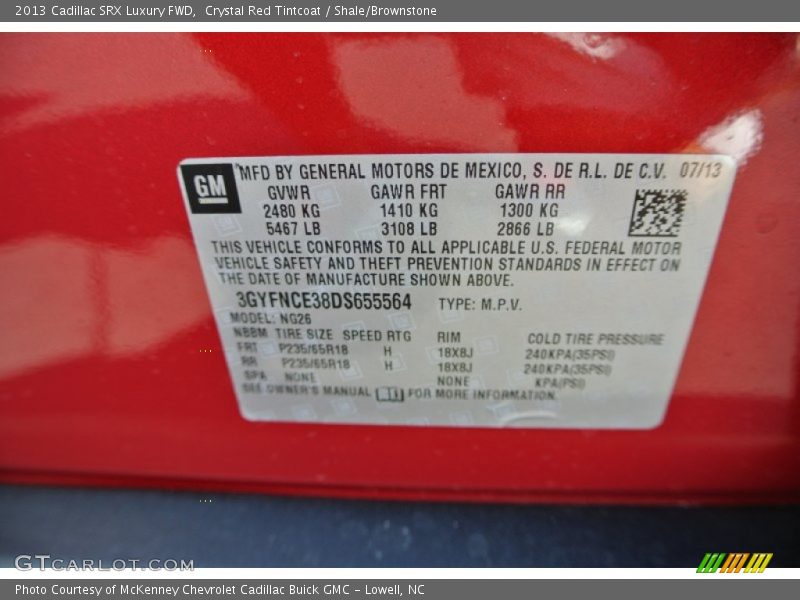 2013 Cadillac SRX Luxury FWD,  Crystal Red Tintcoat / Shale/Brownstone
GM
MFD BY GENERAL MOTORS DE MEXICO, S. DE R.L. DE C.V. 07/13
GVWR GAWR FRT GAWR RR
2480 KG 1410 KG 1300 KG
5467 LB 3108 LB 2866 LB
THIS VEHICLE CONFORMS TO ALL APPLICABLE U.S. FEDERAL MOTOR
VEHICLE SAFETY AND THEFT PREVENTION STANDARDS IN EFFECT ON
THE DATE OF MANUFACTURE SHOWN ABOVE.
3GYFNCE38DS655564 TYPE: M.P.V.
MODEL: NG26
NBBM TIRE SIZE SPEED RTG RIM COLD TIRE PRESSURE
FRT P235/65R18 H 18X8J 240KPA(35PSI)
RR P235/65R18 H 18X8J 240KPA(35PSI)
SPA NONE NONE KPA(PSI)
SEE OWNER'S MANUAL FOR MORE INFORMATION.
GTCARLOT.COM
Photo Courtesy of McKenney Chevrolet Cadillac Buick GMC - Lowell, NC